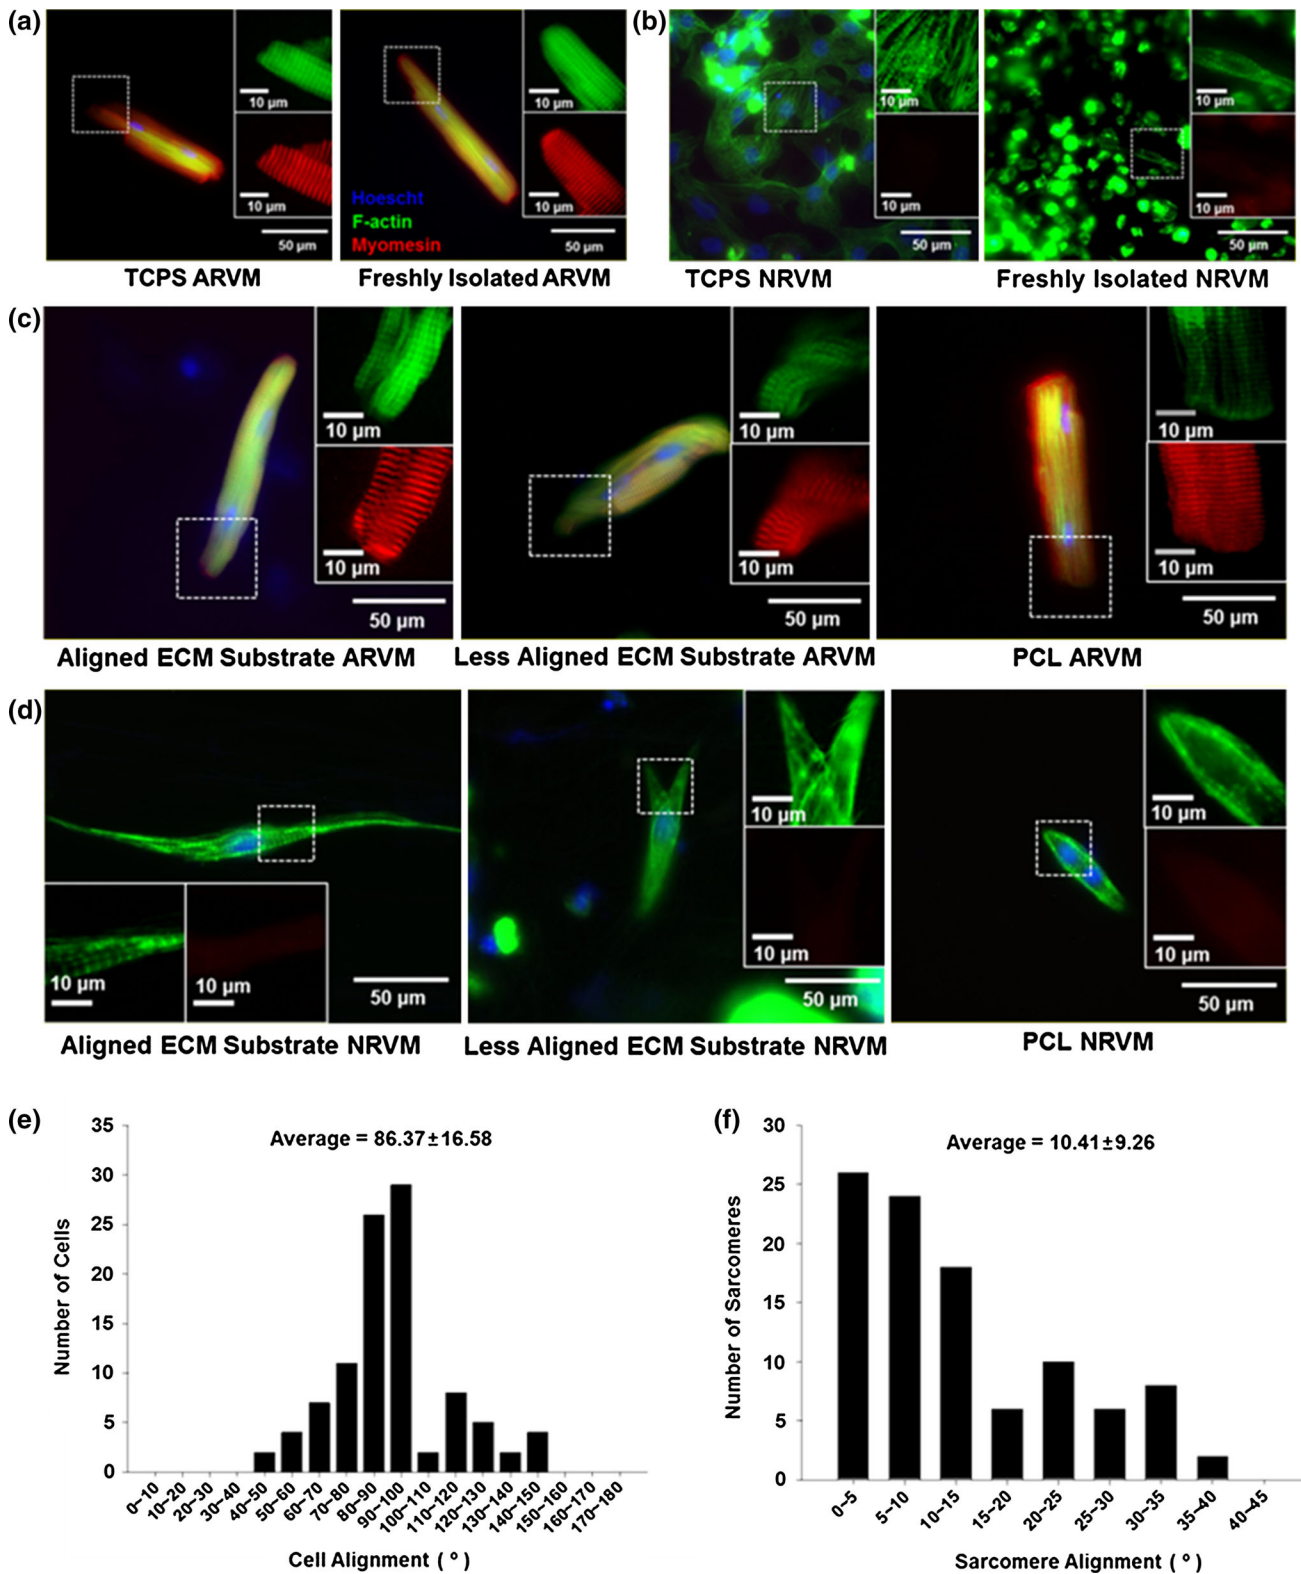 (a)
10 µm
10 µm
50 µm
TCPS ARVM
10 µm
10 µm
Hoescht
F-actin
Myomesin
50 µm
Freshly Isolated ARVM
(b)
10 µm
10 µm
50 µm
TCPS NRVM
10 µm
10 µm
50 µm
Freshly Isolated NRVM
(c)
10 µm
10 µm
50 µm
Aligned ECM Substrate ARVM
10 µm
10 µm
50 µm
Less Aligned ECM Substrate ARVM
10 µm
10 µm
50 µm
PCL ARVM
(d)
10 µm
10 µm
50 µm
Aligned ECM Substrate NRVM
10 µm
10 µm
50 µm
Less Aligned ECM Substrate NRVM
10 µm
10 µm
50 µm
PCL NRVM
(e)
Average = 86.37±16.58
Number of Cells
35
30
25
20
15
10
5
0
0~10
10~20
20~30
30~40
40~50
50~60
60~70
70~80
80~90
90~100
100~110
110~120
120~130
130~140
140~150
150~160
160~170
170~180
Cell Alignment ( º )
(f)
Average = 10.41±9.26
Number of Sarcomeres
30
25
20
15
10
5
0
0~5
5~10
10~15
15~20
20~25
25~30
30~35
35~40
40~45
Sarcomere Alignment ( º )